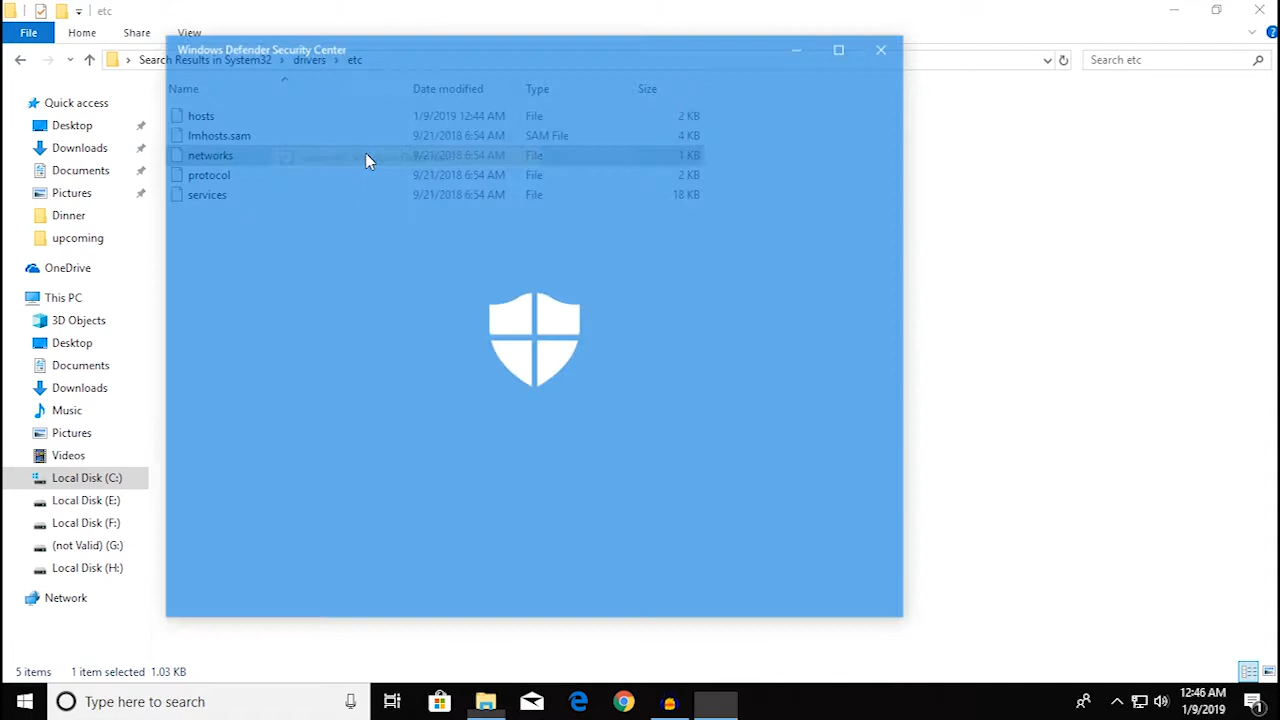 etc
File Home Share View
Windows Defender Security Center
Search Results in System32 › drivers › etc
Search etc
Name Date modified Type Size
hosts 1/9/2019 12:44 AM File 2 KB
lmhosts.sam 9/21/2018 6:54 AM SAM File 4 KB
networks 9/21/2018 6:54 AM File 1 KB
protocol 9/21/2018 6:54 AM File 2 KB
services 9/21/2018 6:54 AM File 18 KB
Quick access
Desktop
Downloads
Documents
Pictures
Dinner
upcoming
OneDrive
This PC
3D Objects
Desktop
Documents
Downloads
Music
Pictures
Videos
Local Disk (C:)
Local Disk (E:)
Local Disk (F:)
(not Valid) (G:)
Local Disk (H:)
Network
5 items 1 item selected 1.03 KB
Type here to search
12:46 AM
1/9/2019
1